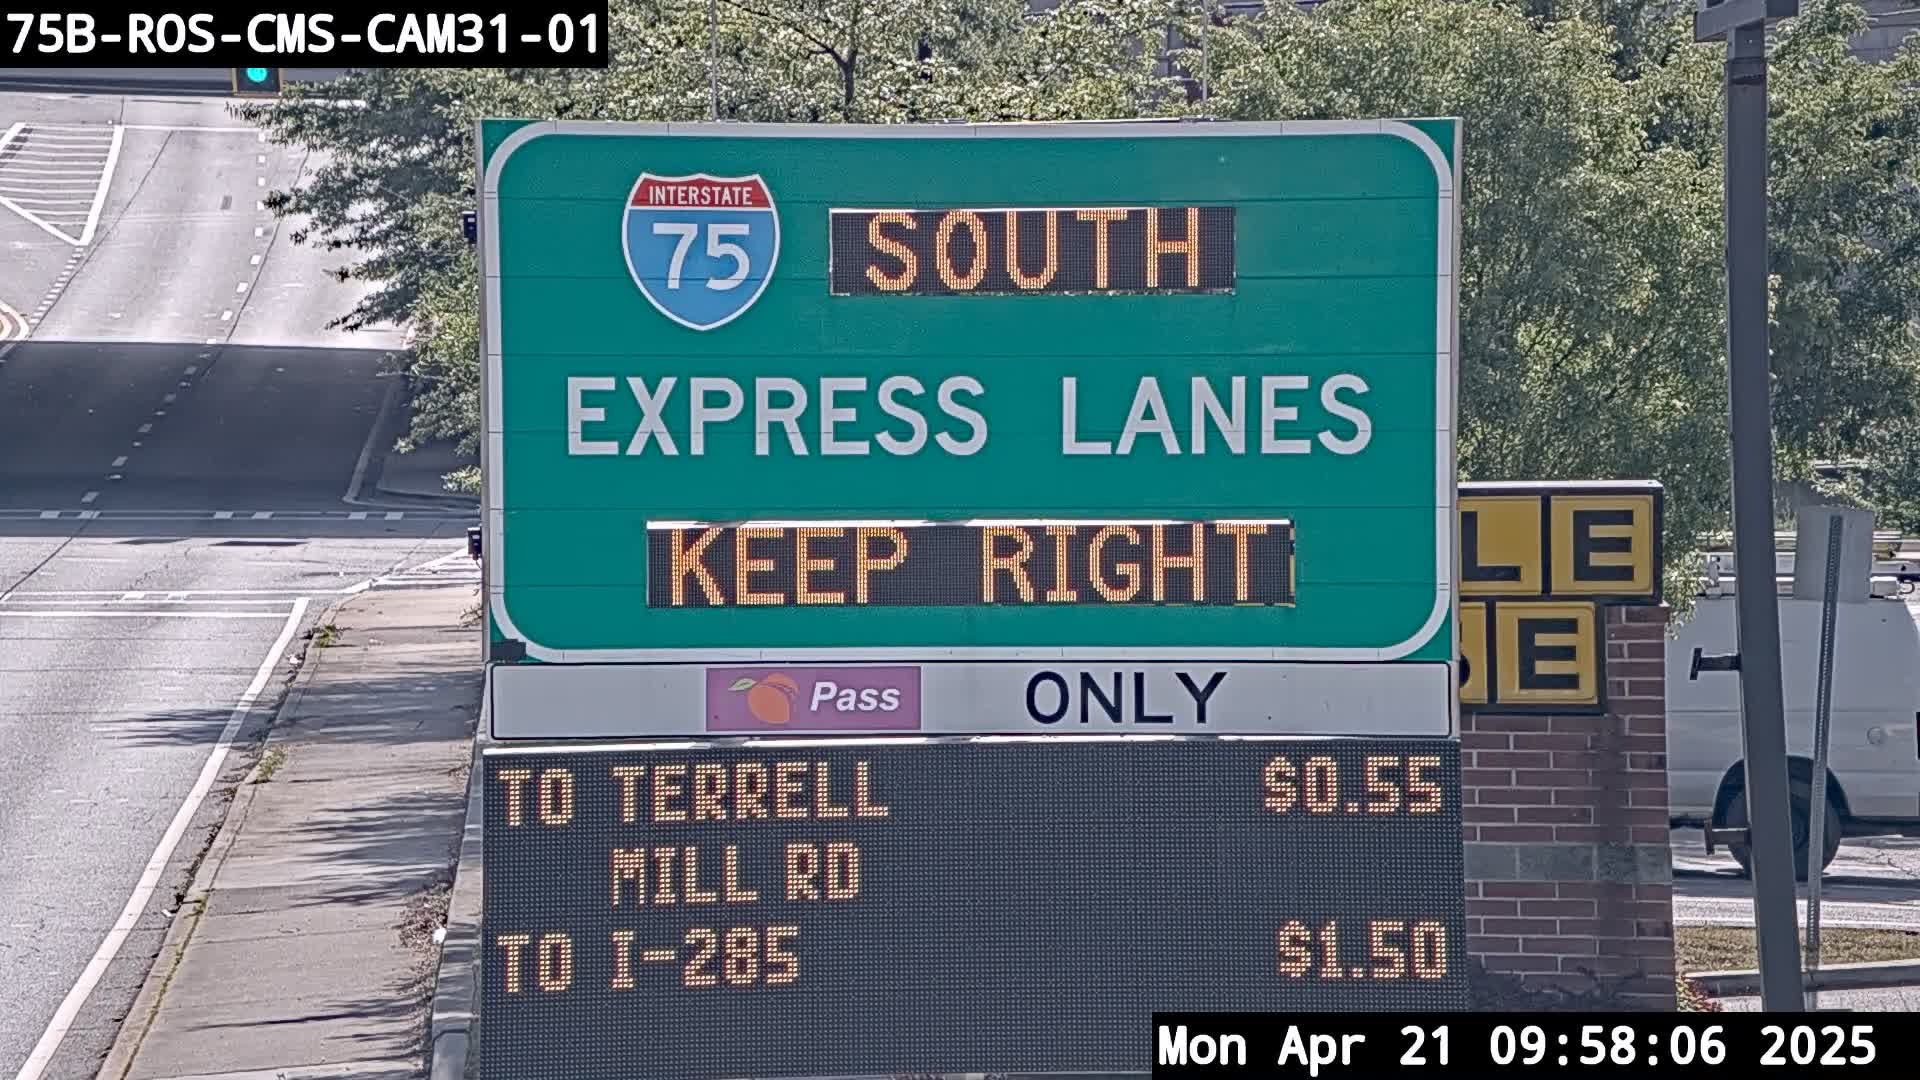 75B-ROS-CMS-CAM31-01
INTERSTATE
75
SOUTH
EXPRESS LANES
KEEP RIGHT
Pass ONLY
TO TERRELL $0.55
MILL RD
TO I-285 $1.50
LE
E
Mon Apr 21 09:58:06 2025